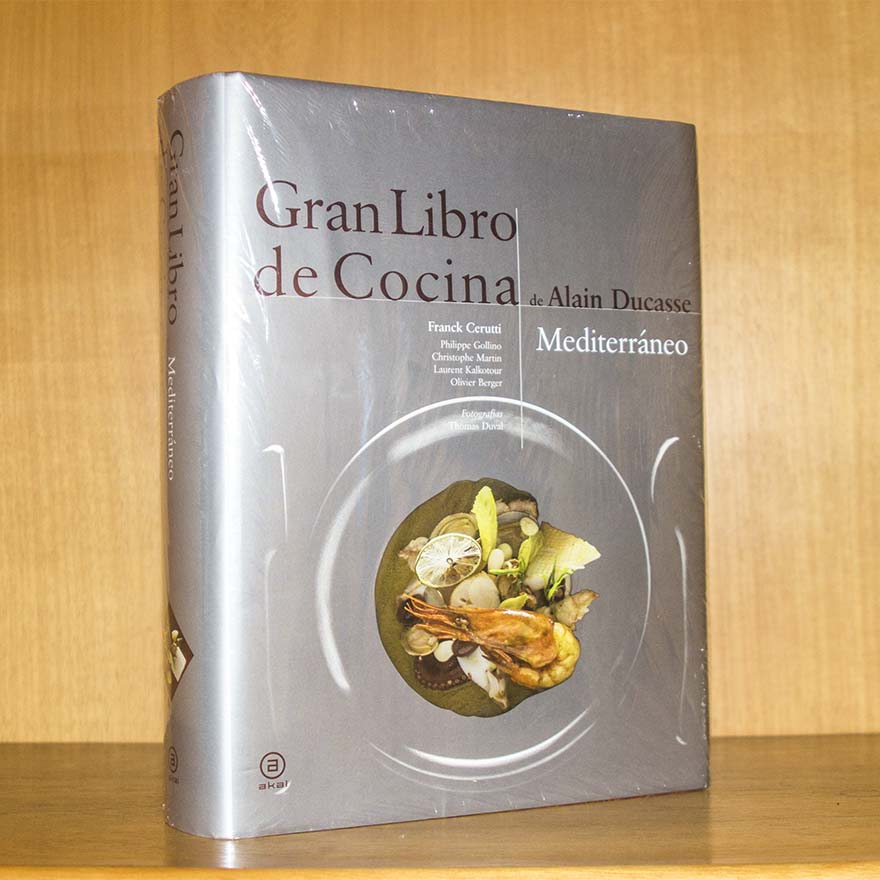 Gran Libro
de Cocina
de Alain Ducasse
Mediterráneo
Franck Cerutti
Philippe Gollino
Christophe Martin
Laurent Kalkotour
Olivier Berger
Fotografías
Thomas Duval
akal
Gran Libro
Mediterráneo
akal